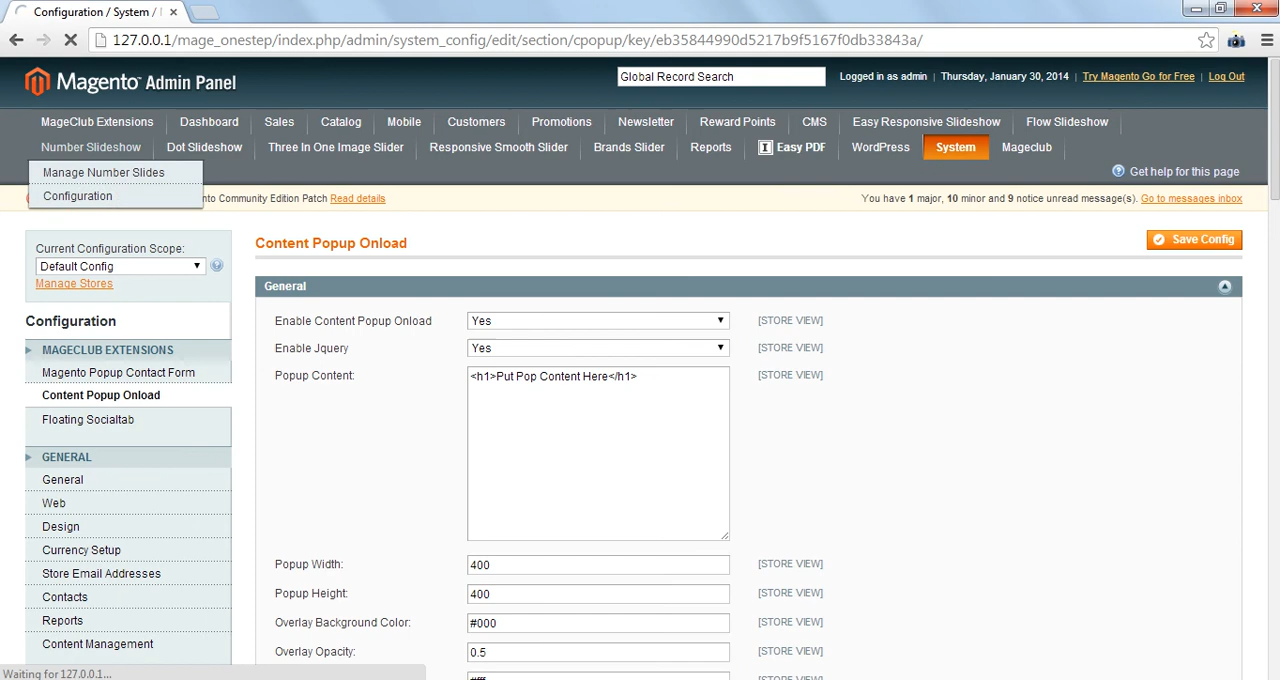 Configuration / System / 
127.0.0.1/mage_onestep/index.php/admin/system_config/edit/section/cpopup/key/eb35844990d5217b9f5167f0db33843a/
Magento™ Admin Panel
Global Record Search
Logged in as admin | Thursday, January 30, 2014 | Try Magento Go for Free | Log Out
MageClub Extensions Dashboard Sales Catalog Mobile Customers Promotions Newsletter Reward Points CMS Easy Responsive Slideshow Flow Slideshow
Number Slideshow Dot Slideshow Three In One Image Slider Responsive Smooth Slider Brands Slider Reports Easy PDF WordPress System Mageclub
Manage Number Slides
Configuration
Get help for this page
Community Edition Patch Read details
You have 1 major, 10 minor and 9 notice unread message(s). Go to messages inbox
Current Configuration Scope:
Default Config
Manage Stores
Configuration
MAGECLUB EXTENSIONS
Magento Popup Contact Form
Content Popup Onload
Floating Socialtab
GENERAL
General
Web
Design
Currency Setup
Store Email Addresses
Contacts
Reports
Content Management
Content Popup Onload
Save Config
General
Enable Content Popup Onload Yes [STORE VIEW]
Enable Jquery Yes [STORE VIEW]
Popup Content: <h1>Put Pop Content Here</h1> [STORE VIEW]
Popup Width: 400 [STORE VIEW]
Popup Height: 400 [STORE VIEW]
Overlay Background Color: #000 [STORE VIEW]
Overlay Opacity: 0.5 [STORE VIEW]
Waiting for 127.0.0.1...